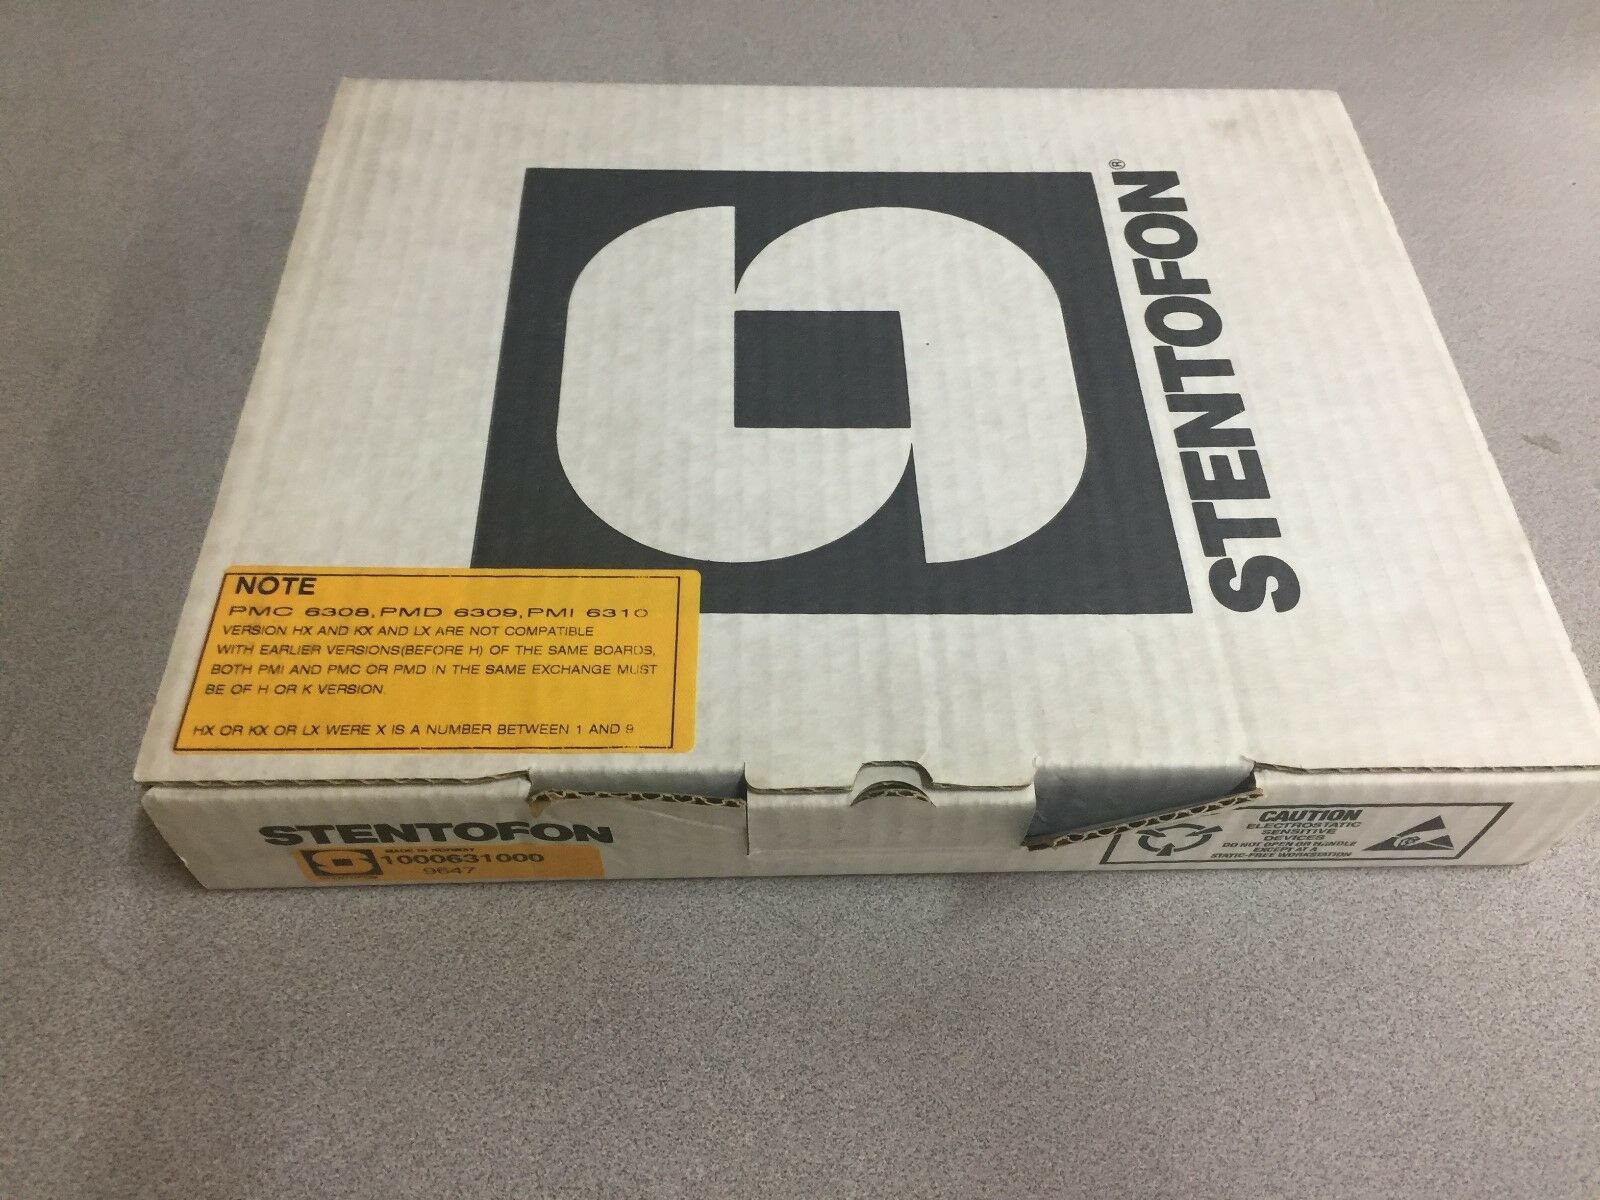 STENTOFON®
NOTE
PMC 6308, PMD 6309, PMI 6310
VERSION HX AND KX AND LX ARE NOT COMPATIBLE
WITH EARLIER VERSIONS(BEFORE H) OF THE SAME BOARDS,
BOTH PMI AND PMC OR PMD IN THE SAME EXCHANGE MUST
BE OF H OR K VERSION.
HX OR KX OR LX WERE X IS A NUMBER BETWEEN 1 AND 9
STENTOFON
MADE IN NORWAY
1000631000
9647
CAUTION
ELECTROSTATIC
SENSITIVE
DEVICES
DO NOT OPEN OR HANDLE
EXCEPT AT A
STATIC-FREE WORKSTATION